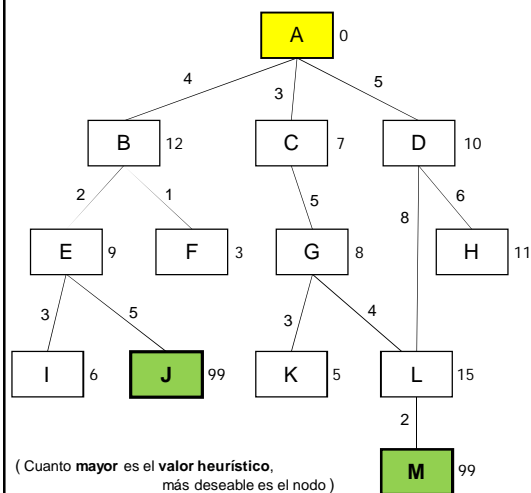 A 0
4 3 5
B 12 C 7 D 10
2 1 5 8 6
E 9 F 3 G 8 H 11
3 5 3 4
I 6 J 99 K 5 L 15
2
( Cuanto mayor es el valor heurístico,
más deseable es el nodo )
M 99